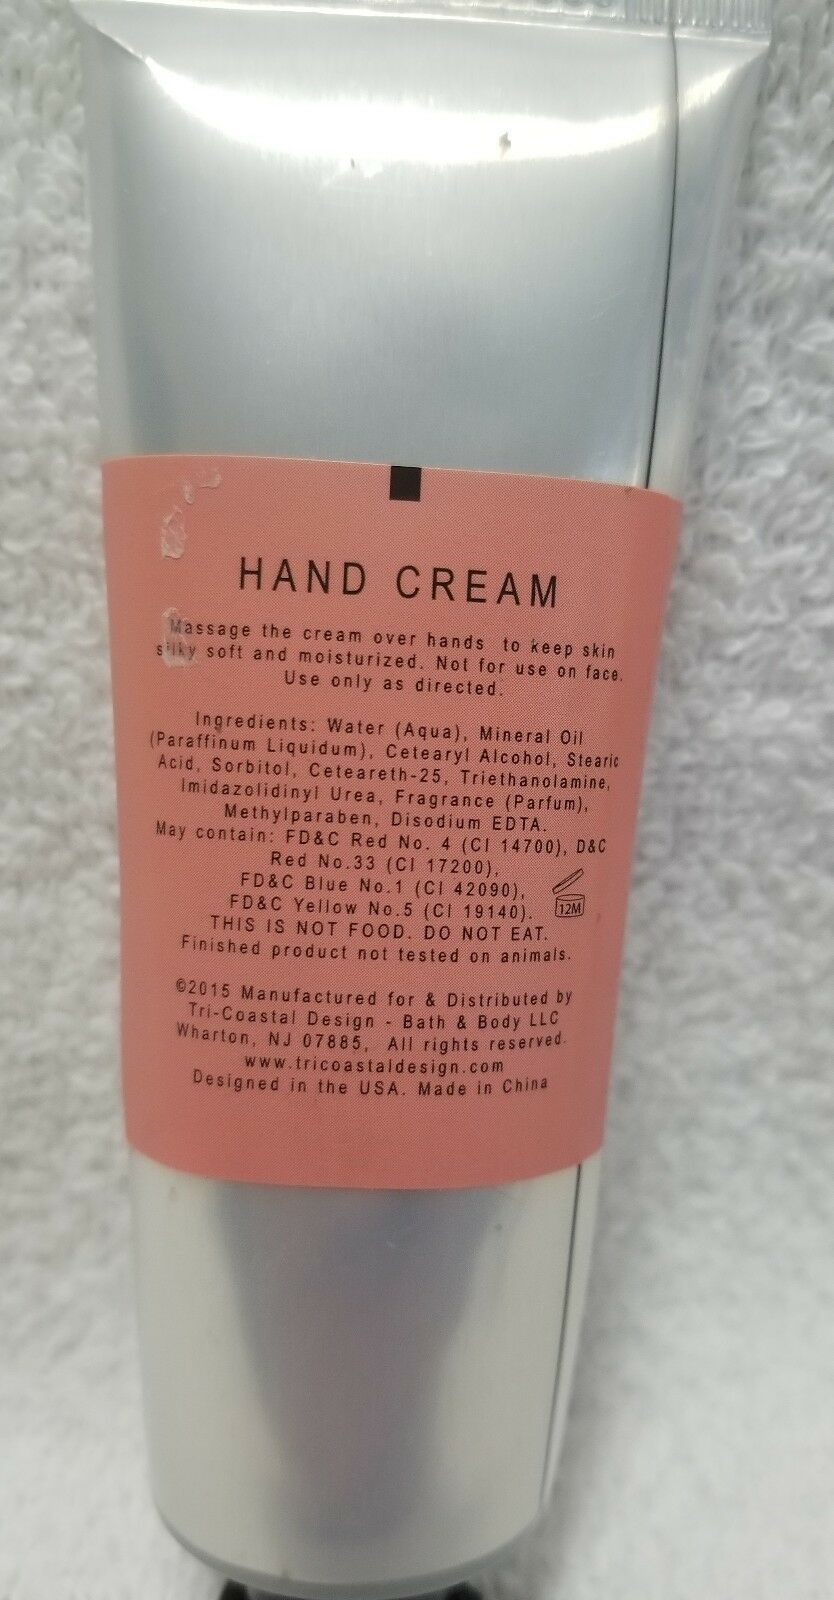 HAND CREAM
Massage the cream over hands to keep skin
silky soft and moisturized. Not for use on face.
Use only as directed.
Ingredients: Water (Aqua), Mineral Oil
(Paraffinum Liquidum), Cetearyl Alcohol, Stearic
Acid, Sorbitol, Ceteareth-25, Triethanolamine,
Imidazolidinyl Urea, Fragrance (Parfum),
Methylparaben, Disodium EDTA.
May contain: FD&C Red No. 4 (CI 14700), D&C
Red No.33 (CI 17200),
FD&C Blue No.1 (CI 42090),
FD&C Yellow No.5 (CI 19140).
12M
THIS IS NOT FOOD. DO NOT EAT.
Finished product not tested on animals.
©2015 Manufactured for & Distributed by
Tri-Coastal Design - Bath & Body LLC
Wharton, NJ 07885, All rights reserved.
www.tricoastaldesign.com
Designed in the USA. Made in China